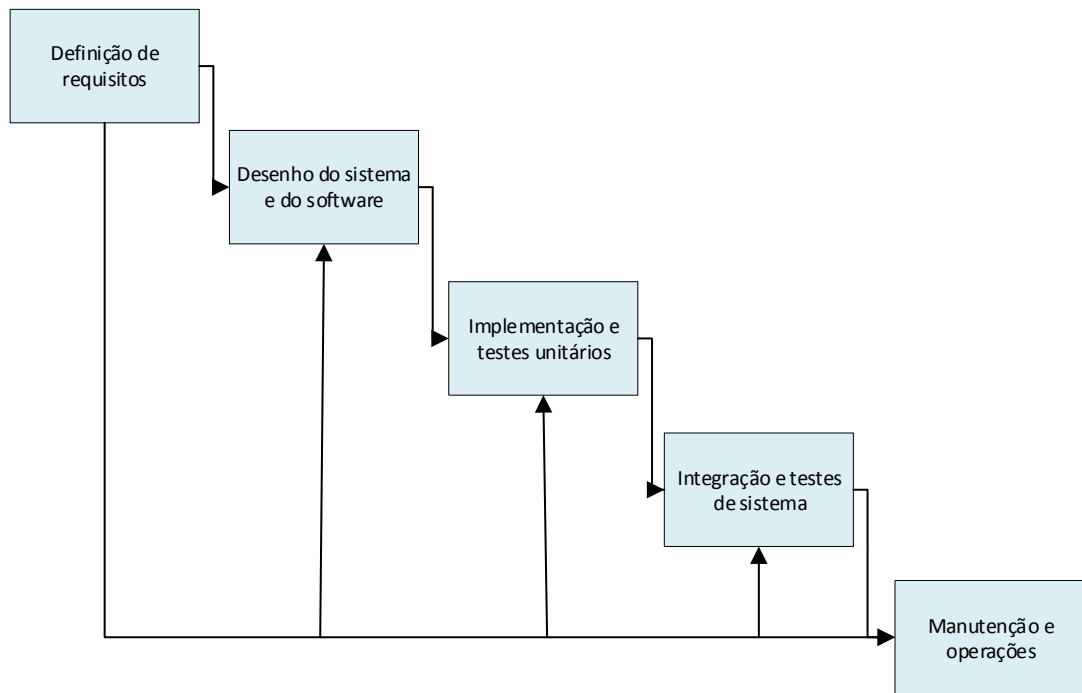 Definição de
requisitos
Desenho do sistema
e do software
Implementação e
testes unitários
Integração e testes
de sistema
Manutenção e
operações